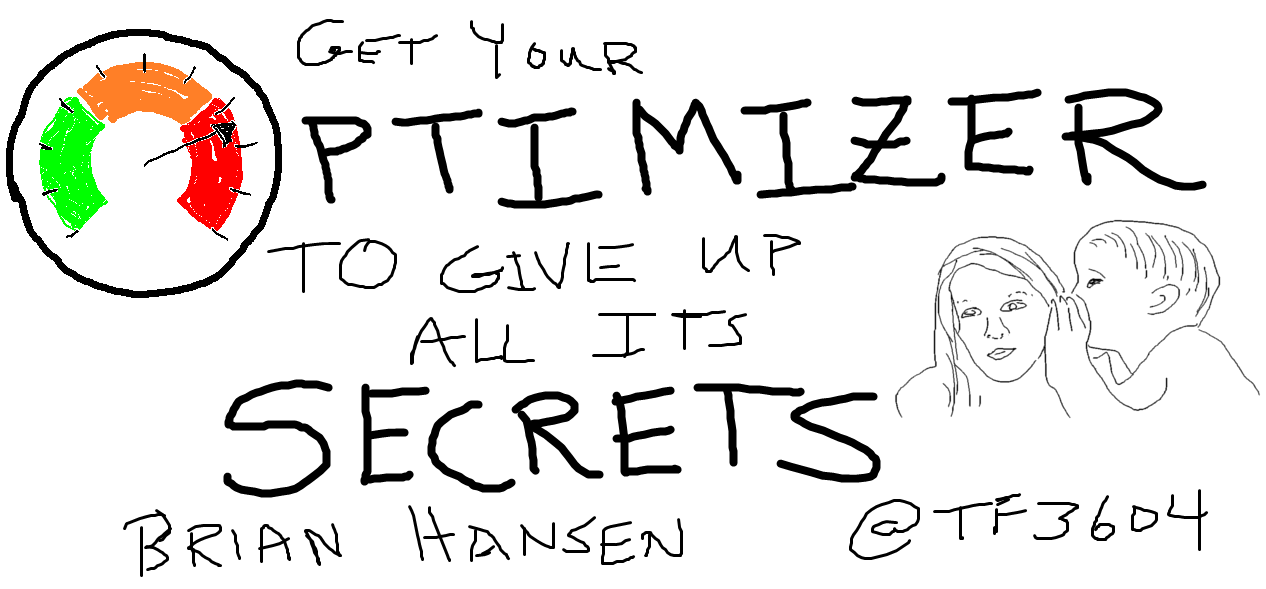 GET YOUR
PTIMIZER
TO GIVE UP
ALL ITS
SECRETS
BRIAN HANSEN @TF3604